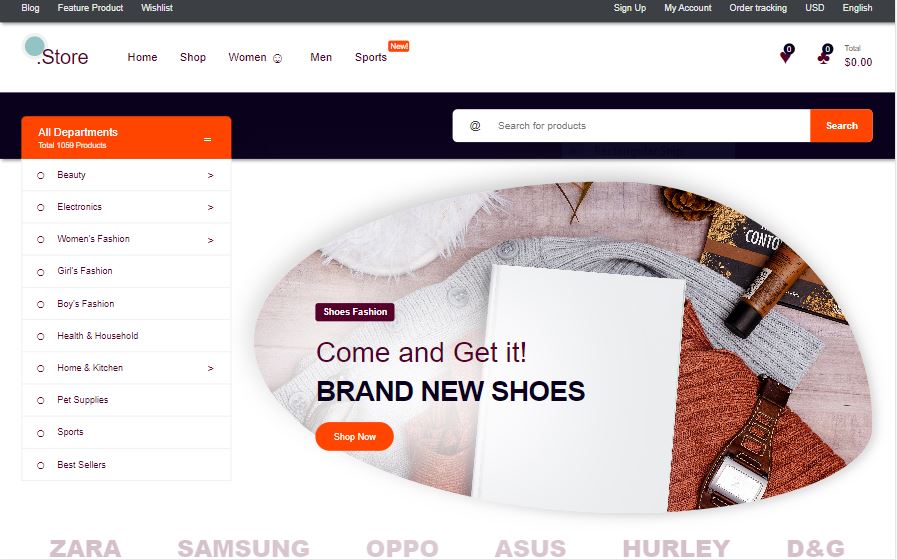 Blog Feature Product Wishlist Sign Up My Account Order tracking USD English
.Store Home Shop Women Men Sports New! 0 0 Total
$0.00
All Departments
Total 1059 Products
@ Search for products Search
Beauty >
Electronics >
Women's Fashion >
Girl's Fashion
Boy's Fashion
Health & Household
Home & Kitchen >
Pet Supplies
Sports
Best Sellers
CONTO
Shoes Fashion
Come and Get it!
BRAND NEW SHOES
Shop Now
ZARA SAMSUNG OPPO ASUS HURLEY D&G